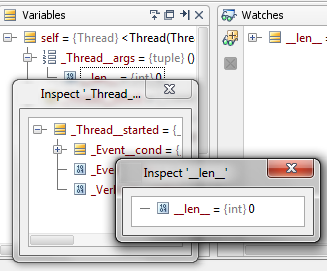 Variables
Watches
self = {Thread} <Thread(Thre
_Thread__args = {tuple} ()
__len__ = {int} 0
__len__ =
Inspect '_Thread_...
_Thread__started = {_
_Event__cond = {
_Eve
_Verl
Inspect '__len__'
__len__ = {int} 0